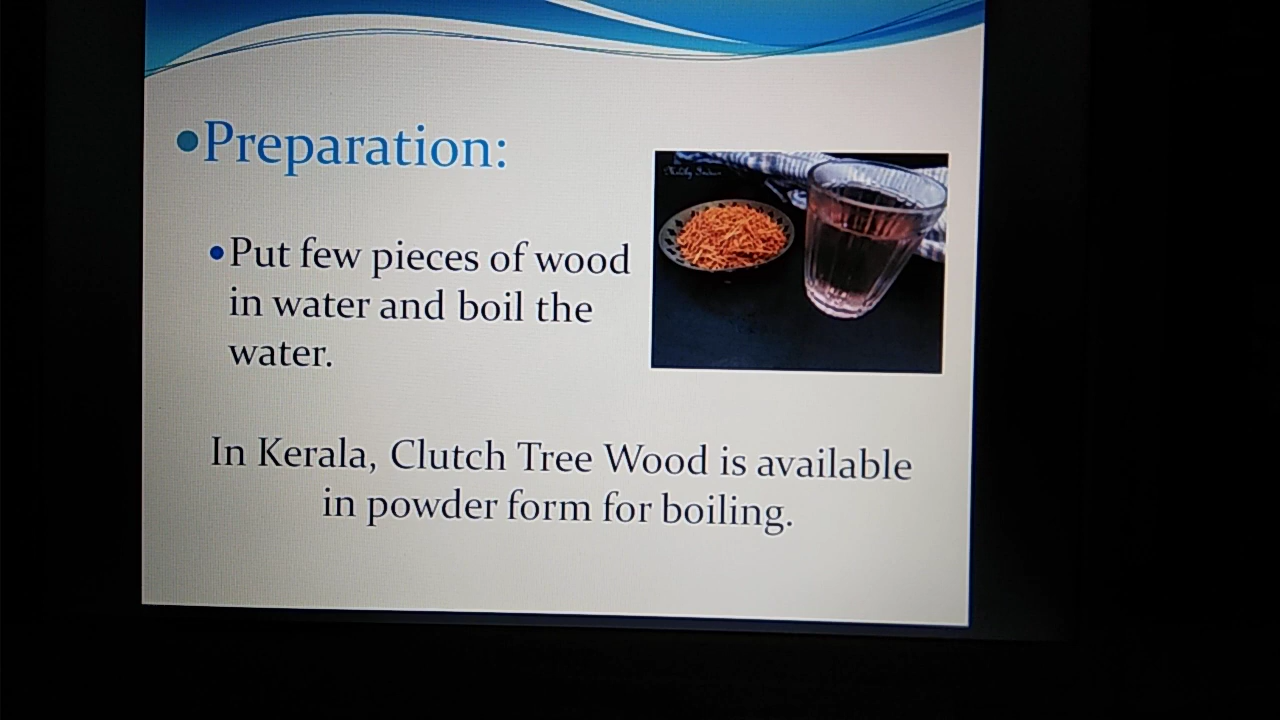 Preparation:
Put few pieces of wood
in water and boil the
water.
In Kerala, Clutch Tree Wood is available
in powder form for boiling.